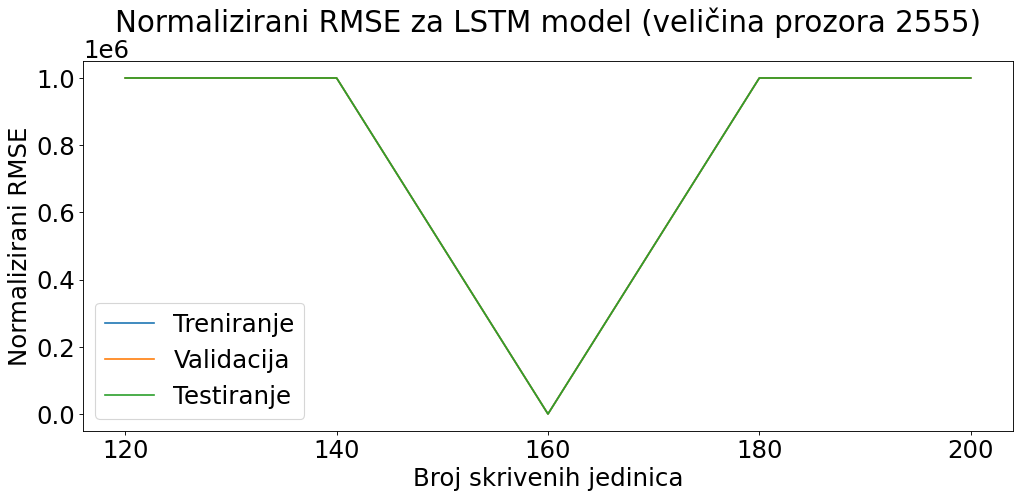 Normalizirani RMSE za LSTM model (veličina prozora 2555)
1e6
1.0
0.8
0.6
0.4
0.2
0.0
Normalizirani RMSE
Treniranje
Validacija
Testiranje
120 140 160 180 200
Broj skrivenih jedinica